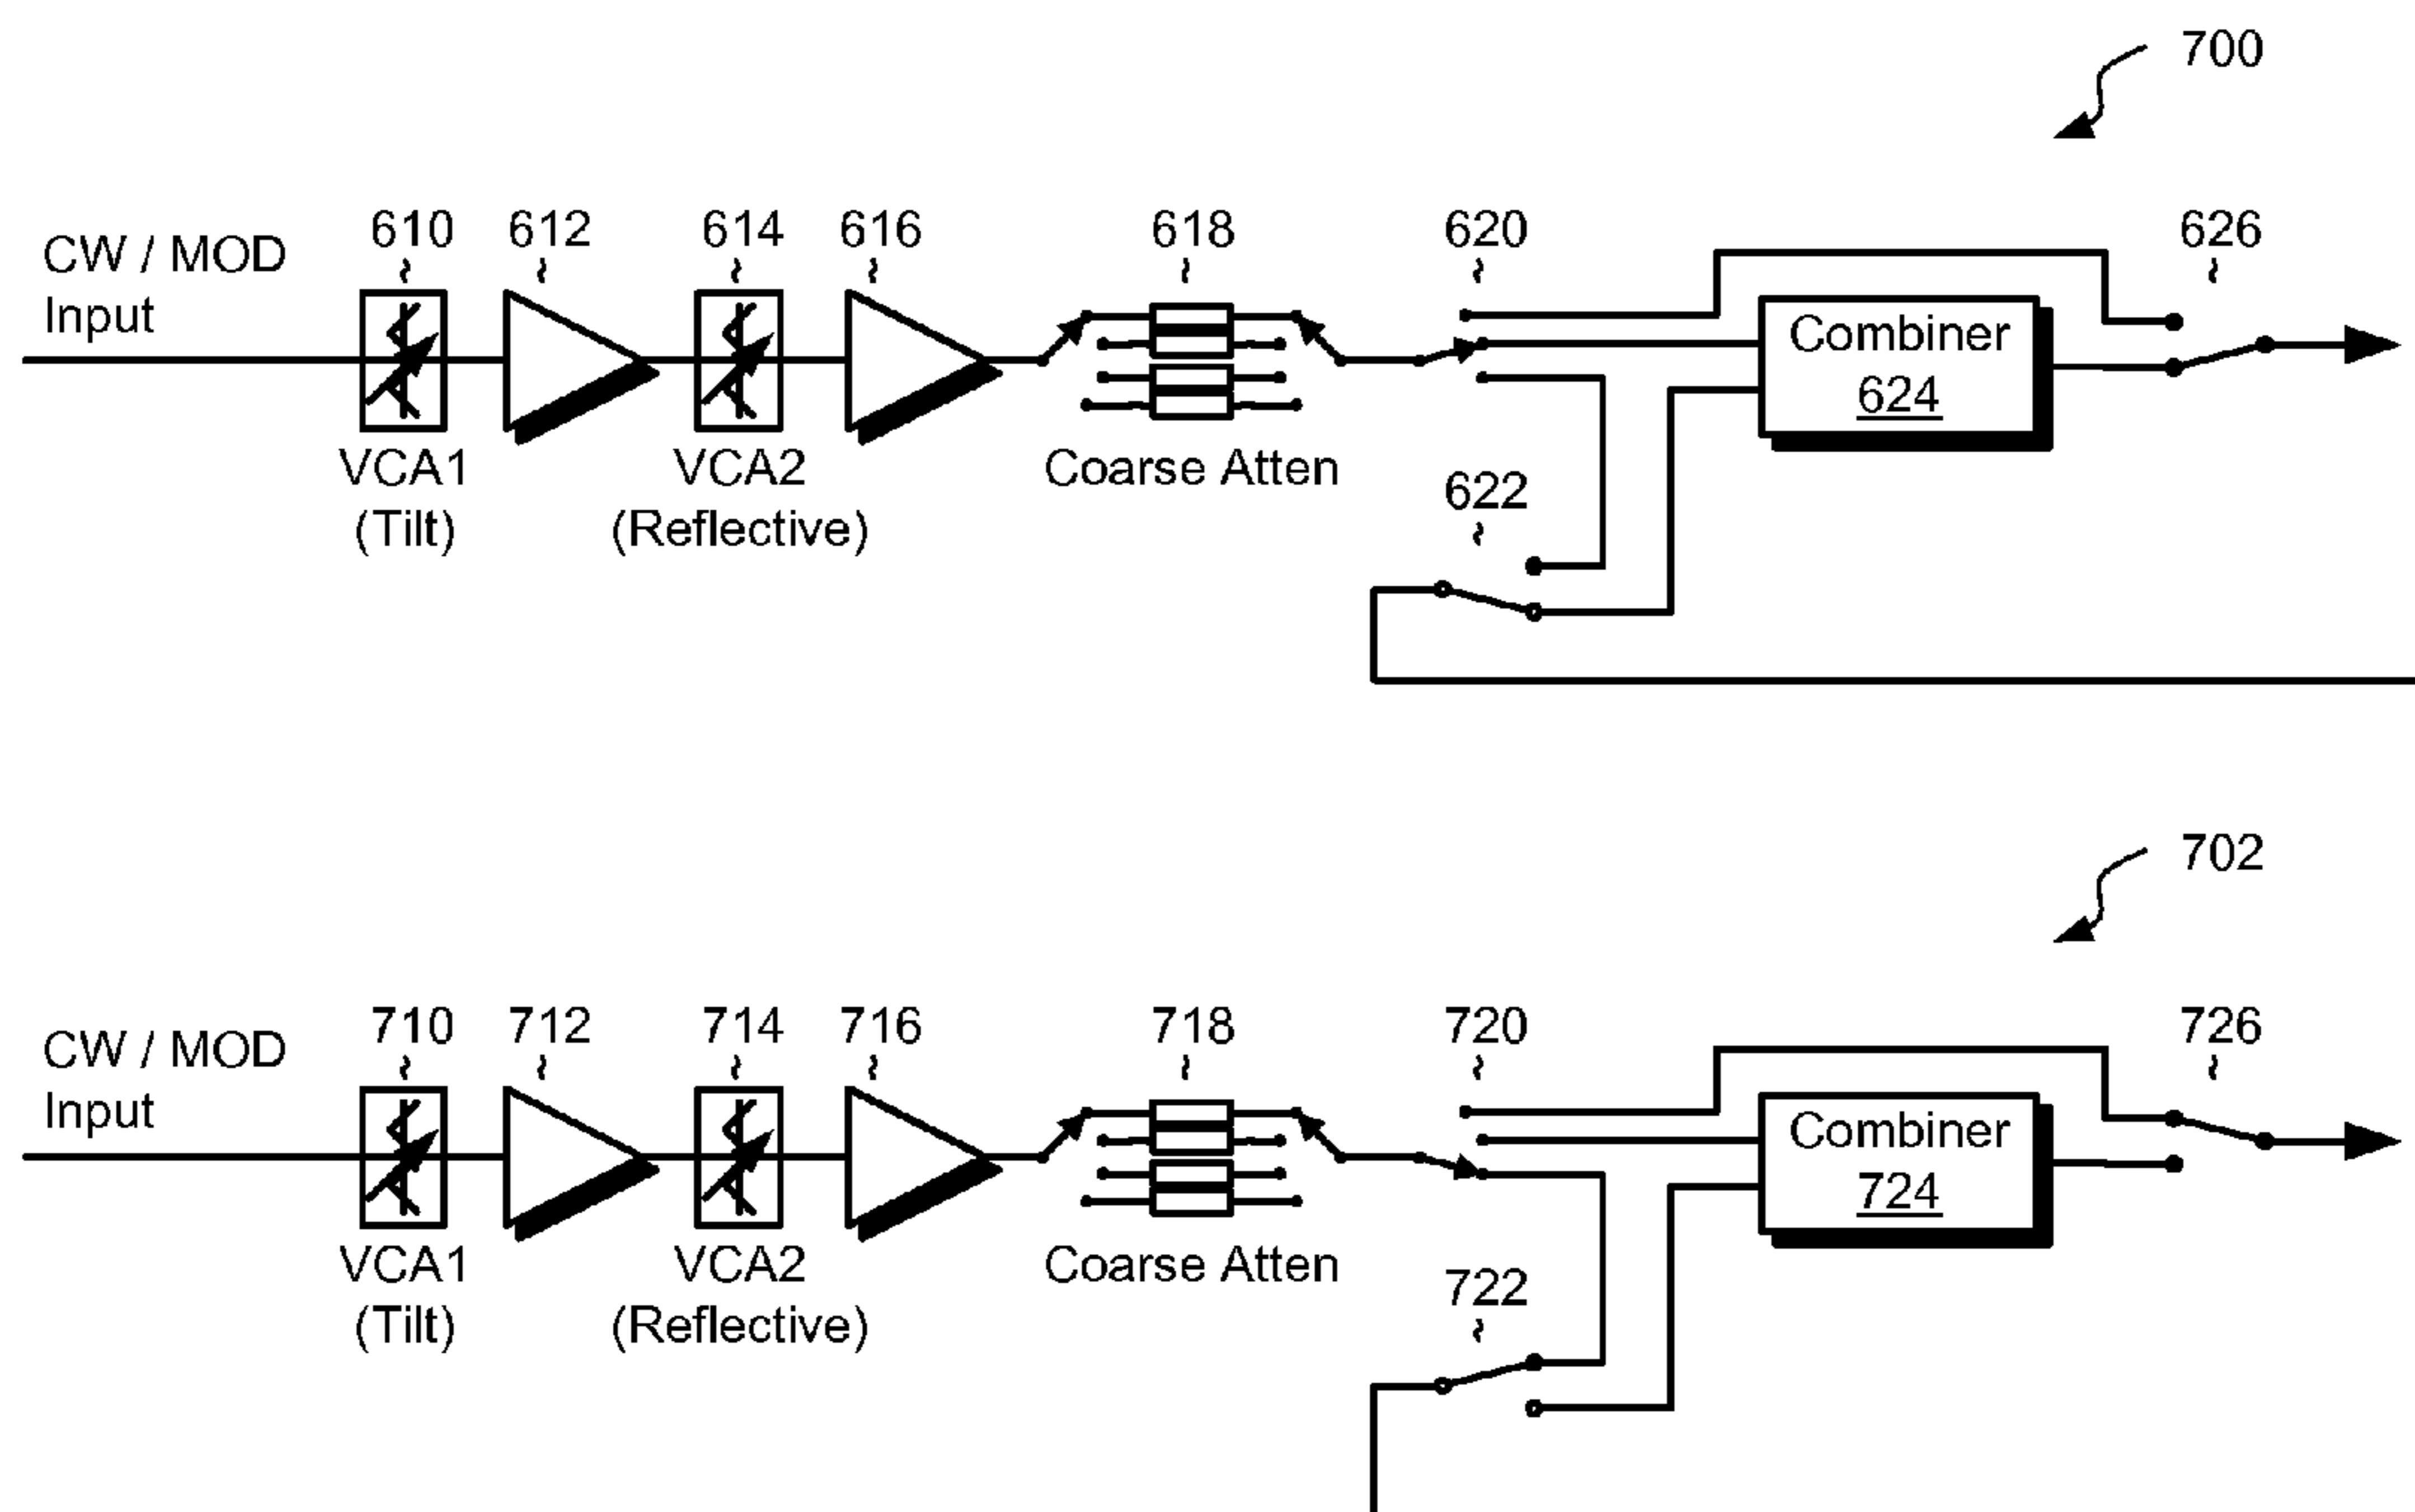 700
610 612 614 616 618 620 626
CW / MOD
Input
Combiner
624
VCA1
(Tilt)
VCA2
(Reflective)
Coarse Atten
622
702
710 712 714 716 718 720 726
CW / MOD
Input
Combiner
724
VCA1
(Tilt)
VCA2
(Reflective)
Coarse Atten
722